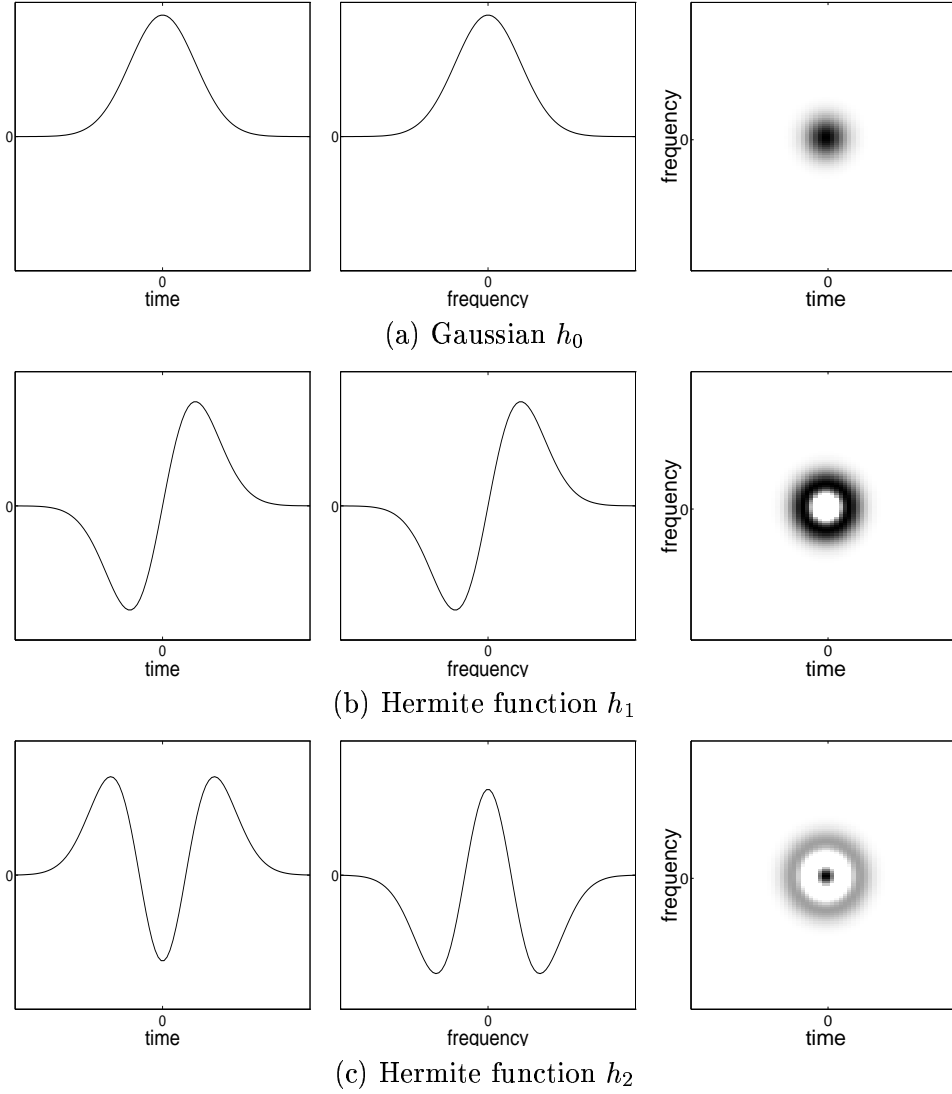 0
0
time
0
frequency
frequency
0
0
time
(a) Gaussian h₀
0
0
time
0
frequency
frequency
0
0
time
(b) Hermite function h₁
0
0
time
0
frequency
frequency
0
0
time
(c) Hermite function h₂